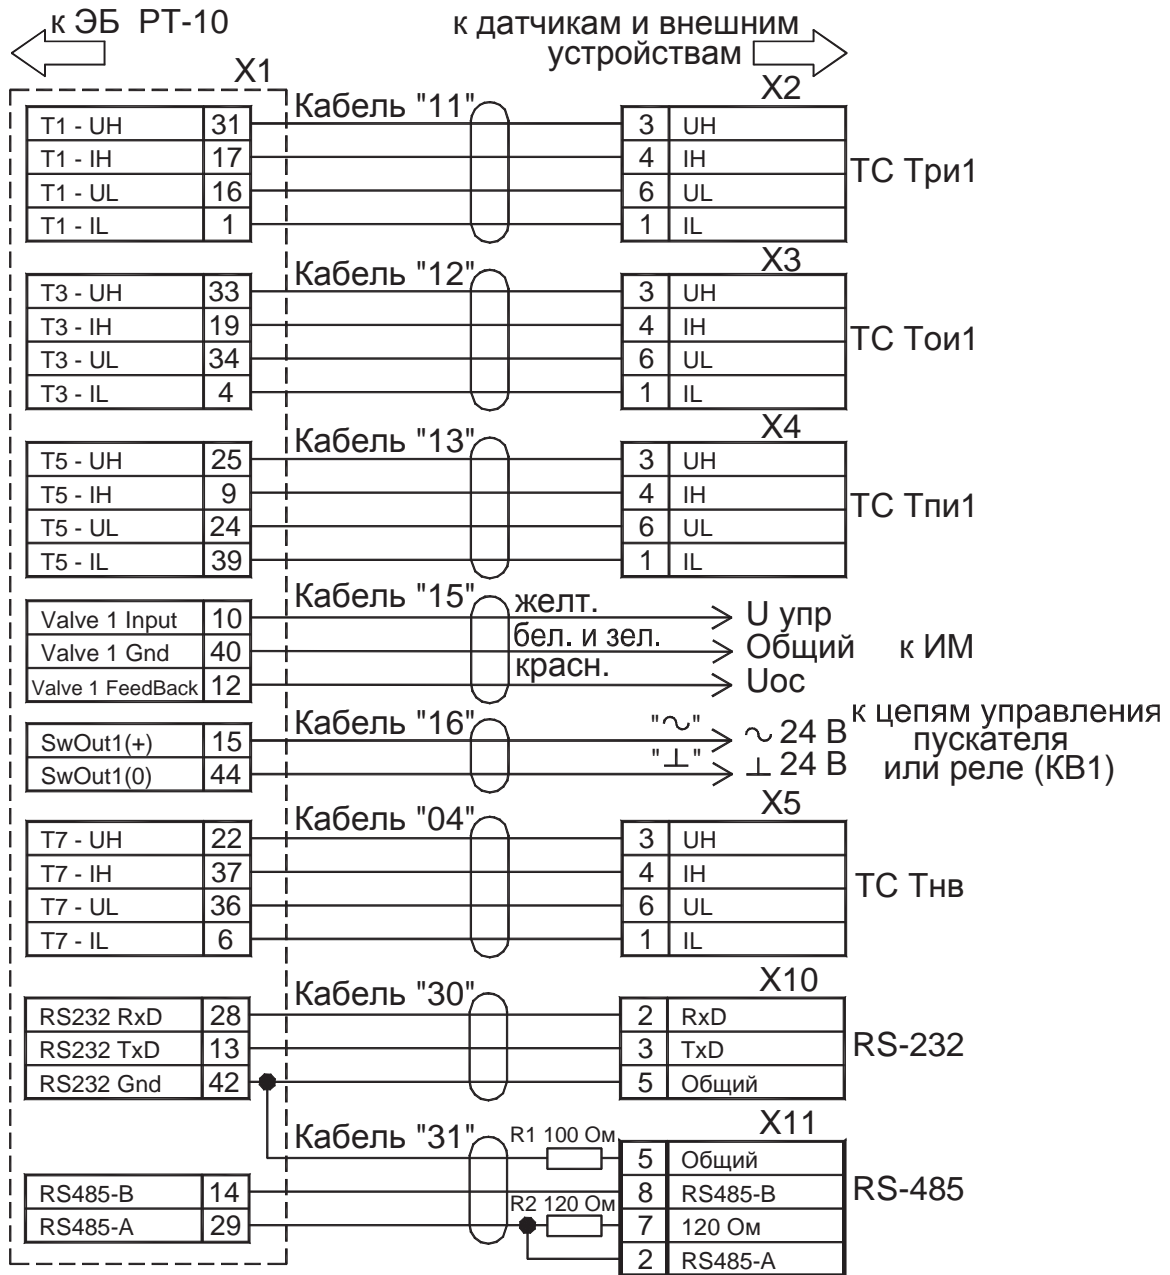 к ЭБ РТ-10
к датчикам и внешним
устройствам
X1
X2
Кабель "11"
T1 - UH 31 3 UH
T1 - IH 17 4 IH
T1 - UL 16 6 UL
T1 - IL 1 1 IL
ТС Три1
X3
Кабель "12"
T3 - UH 33 3 UH
T3 - IH 19 4 IH
T3 - UL 34 6 UL
T3 - IL 4 1 IL
ТС Тои1
X4
Кабель "13"
T5 - UH 25 3 UH
T5 - IH 9 4 IH
T5 - UL 24 6 UL
T5 - IL 39 1 IL
ТС Тпи1
Кабель "15"
Valve 1 Input 10 желт. U упр
Valve 1 Gnd 40 бел. и зел. Общий к ИМ
Valve 1 FeedBack 12 красн. Uос
Кабель "16"
SwOut1(+) 15 "~" ~ 24 В
SwOut1(0) 44 "⊥" ⊥ 24 В
к цепям управления
пускателя
или реле (КВ1)
X5
Кабель "04"
T7 - UH 22 3 UH
T7 - IH 37 4 IH
T7 - UL 36 6 UL
T7 - IL 6 1 IL
ТС Тнв
X10
Кабель "30"
RS232 RxD 28 2 RxD
RS232 TxD 13 3 TxD
RS232 Gnd 42 5 Общий
RS-232
X11
Кабель "31" R1 100 Ом
5 Общий
RS485-B 14 8 RS485-B
R2 120 Ом
RS485-A 29 7 120 Ом
2 RS485-A
RS-485